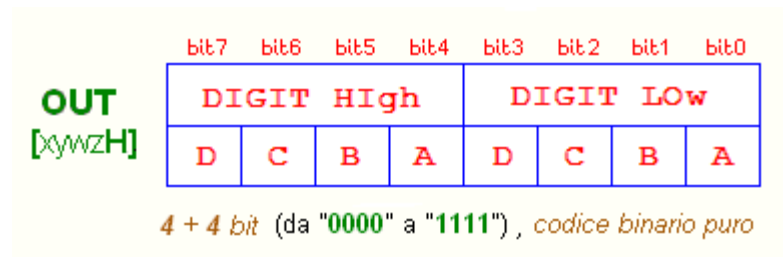 bit7 bit6 bit5 bit4 bit3 bit2 bit1 bit0
OUT
[xywzH]
DIGIT HIgh DIGIT LOw
D C B A D C B A
4 + 4 bit (da "0000" a "1111") , codice binario puro